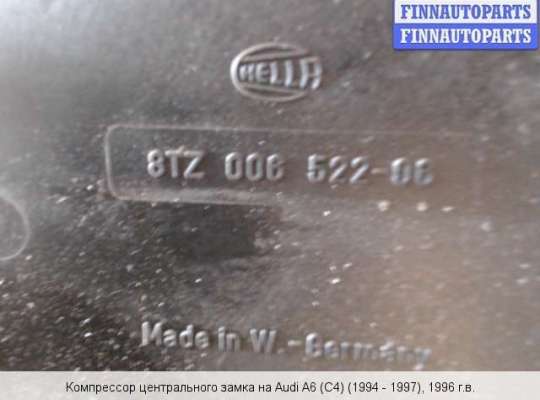 FINNAUTOPARTS
FINNAUTOPARTS
HELLA
8TZ 006 522-06
Made in W.-Germany
Компрессор центрального замка на Audi A6 (C4) (1994 - 1997), 1996 г.в.